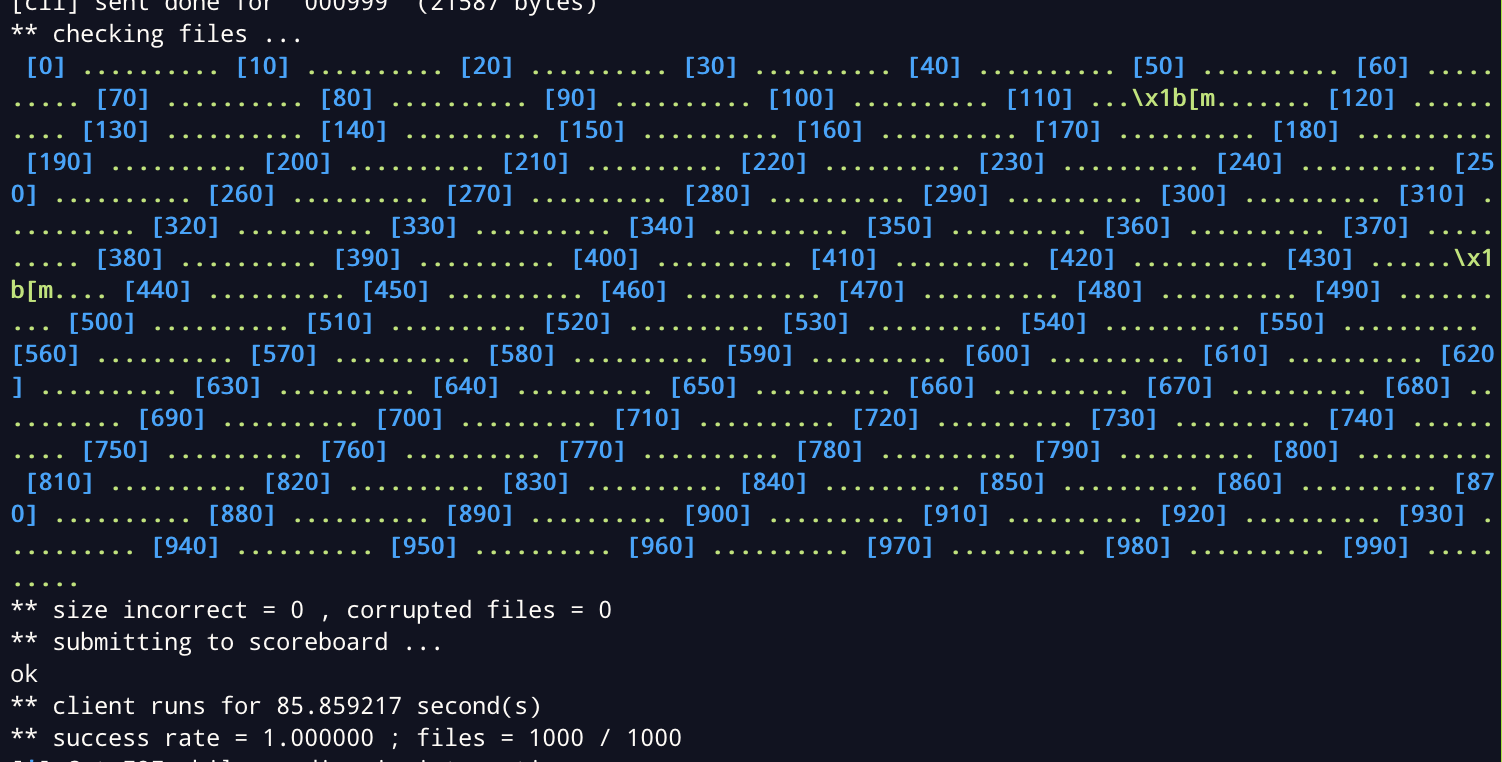 [cli] sent done for "000999" (21587 bytes)
** checking files ...
 [0] .......... [10] .......... [20] .......... [30] .......... [40] .......... [50] .......... [60] .....
..... [70] .......... [80] .......... [90] .......... [100] .......... [110] ...\x1b[m....... [120] ......
.... [130] .......... [140] .......... [150] .......... [160] .......... [170] .......... [180] ..........
 [190] .......... [200] .......... [210] .......... [220] .......... [230] .......... [240] .......... [25
0] .......... [260] .......... [270] .......... [280] .......... [290] .......... [300] .......... [310] .
......... [320] .......... [330] .......... [340] .......... [350] .......... [360] .......... [370] .....
..... [380] .......... [390] .......... [400] .......... [410] .......... [420] .......... [430] ......\x1
b[m.... [440] .......... [450] .......... [460] .......... [470] .......... [480] .......... [490] .......
... [500] .......... [510] .......... [520] .......... [530] .......... [540] .......... [550] ..........
[560] .......... [570] .......... [580] .......... [590] .......... [600] .......... [610] .......... [620
] .......... [630] .......... [640] .......... [650] .......... [660] .......... [670] .......... [680] ..
........ [690] .......... [700] .......... [710] .......... [720] .......... [730] .......... [740] ......
.... [750] .......... [760] .......... [770] .......... [780] .......... [790] .......... [800] ..........
 [810] .......... [820] .......... [830] .......... [840] .......... [850] .......... [860] .......... [87
0] .......... [880] .......... [890] .......... [900] .......... [910] .......... [920] .......... [930] .
......... [940] .......... [950] .......... [960] .......... [970] .......... [980] .......... [990] .....
.....
** size incorrect = 0 , corrupted files = 0
** submitting to scoreboard ...
ok
** client runs for 85.859217 second(s)
** success rate = 1.000000 ; files = 1000 / 1000